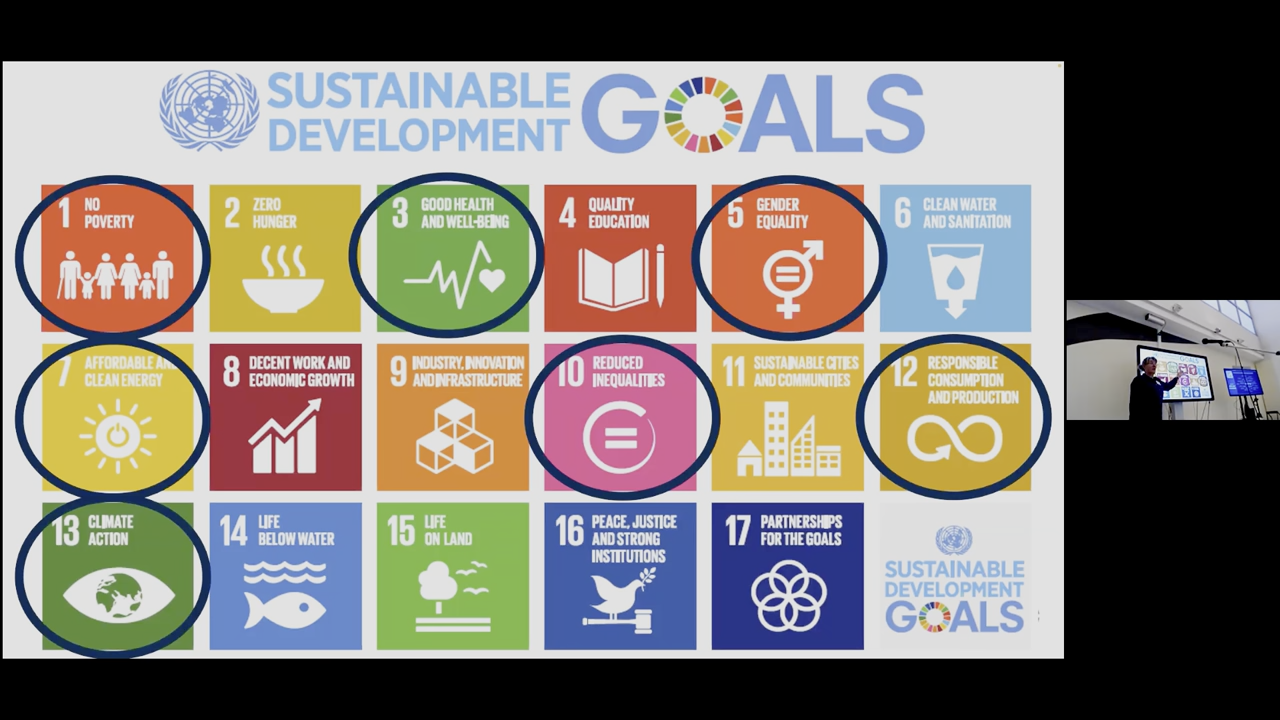 SUSTAINABLE
DEVELOPMENT
GOALS
1 NO
POVERTY
2 ZERO
HUNGER
3 GOOD HEALTH
AND WELL-BEING
4 QUALITY
EDUCATION
5 GENDER
EQUALITY
6 CLEAN WATER
AND SANITATION
7 AFFORDABLE AND
CLEAN ENERGY
8 DECENT WORK AND
ECONOMIC GROWTH
9 INDUSTRY, INNOVATION
AND INFRASTRUCTURE
10 REDUCED
INEQUALITIES
11 SUSTAINABLE CITIES
AND COMMUNITIES
12 RESPONSIBLE
CONSUMPTION
AND PRODUCTION
13 CLIMATE
ACTION
14 LIFE
BELOW WATER
15 LIFE
ON LAND
16 PEACE, JUSTICE
AND STRONG
INSTITUTIONS
17 PARTNERSHIPS
FOR THE GOALS
SUSTAINABLE
DEVELOPMENT
GOALS